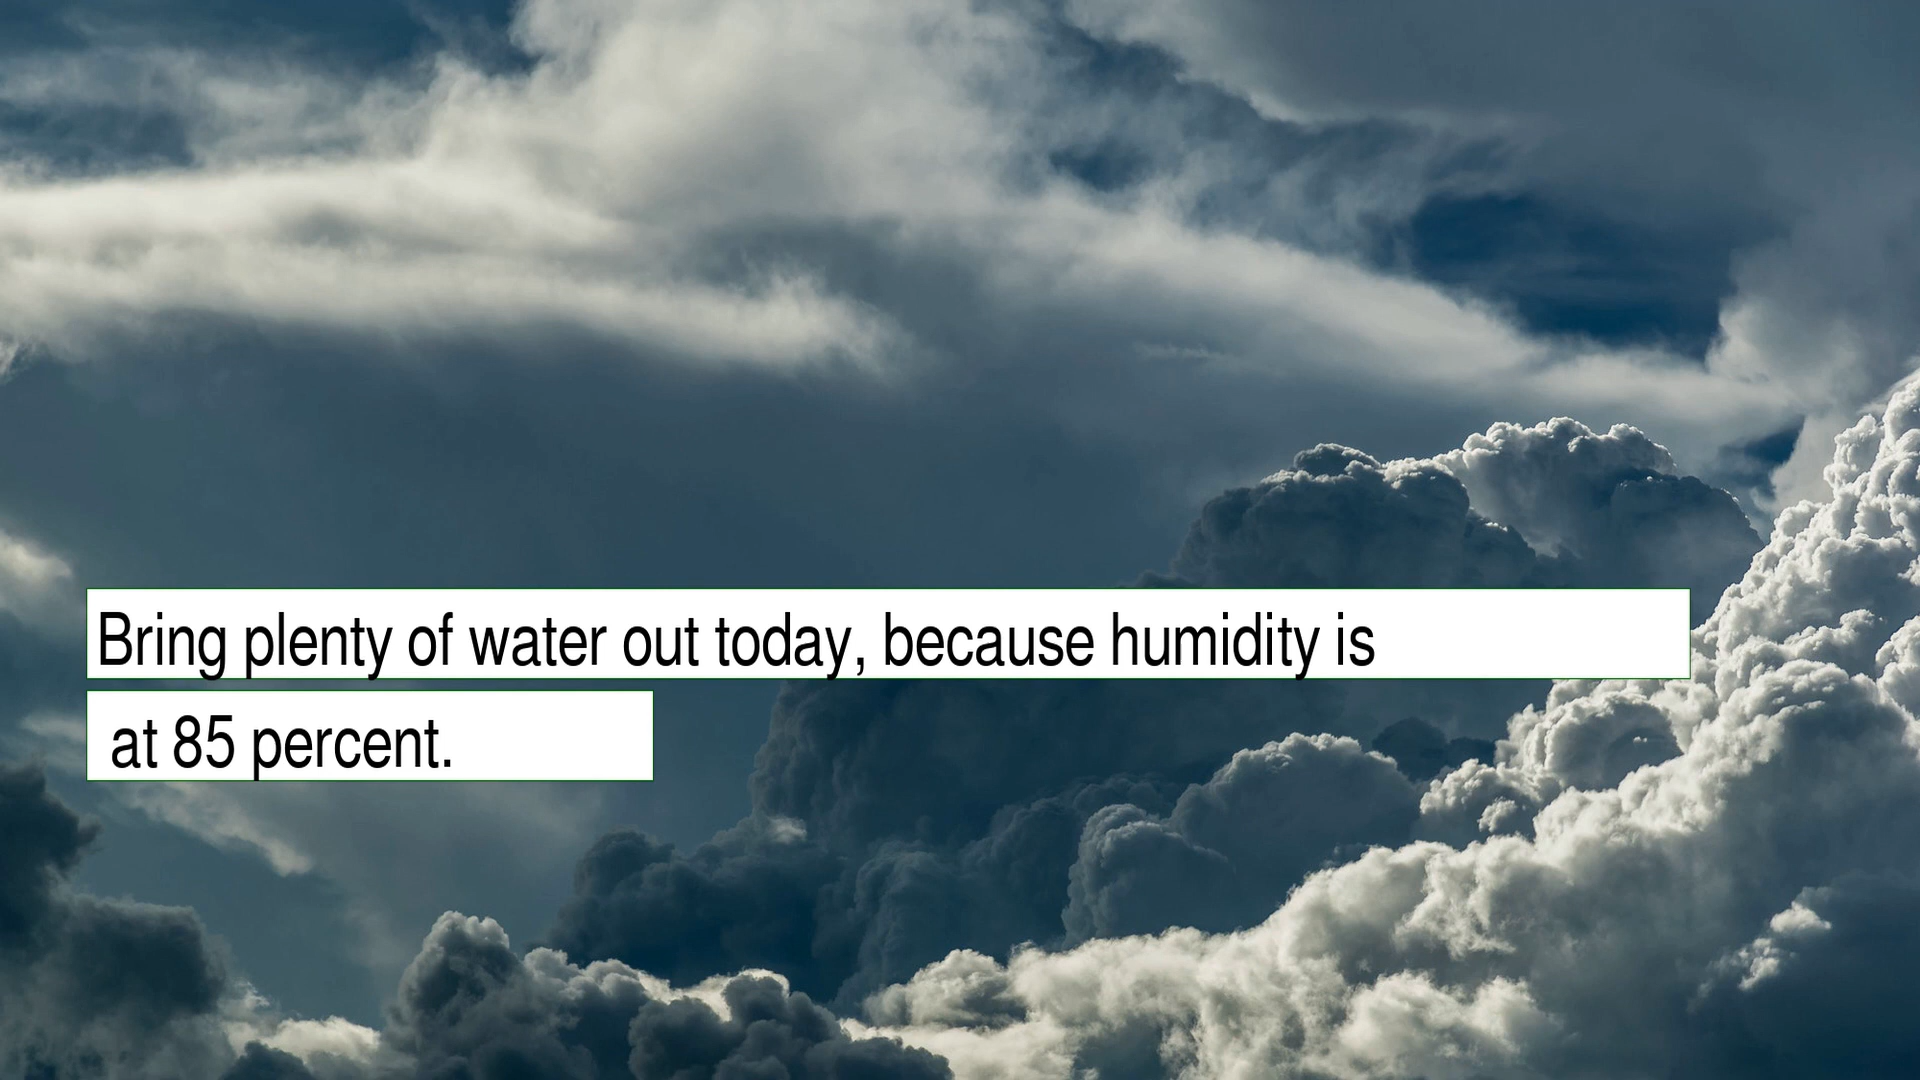 Bring plenty of water out today, because humidity is
at 85 percent.